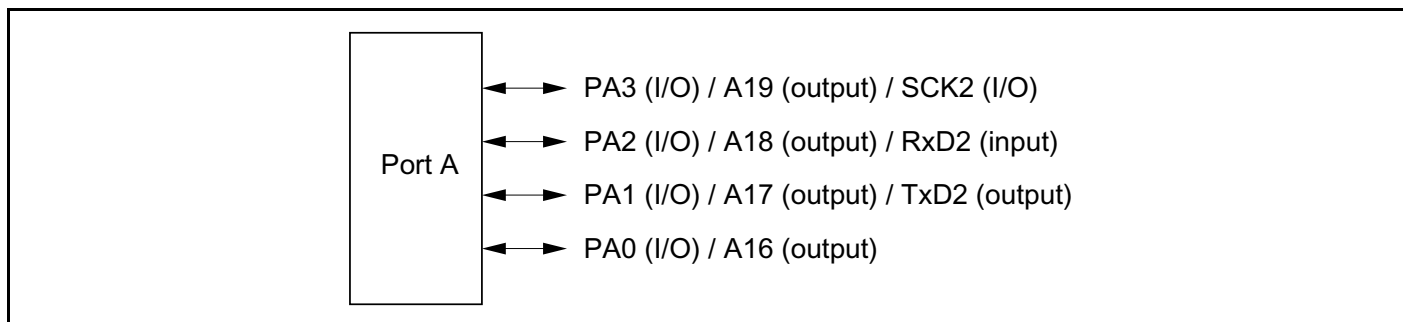 Port A
PA3 (I/O) / A19 (output) / SCK2 (I/O)
PA2 (I/O) / A18 (output) / RxD2 (input)
PA1 (I/O) / A17 (output) / TxD2 (output)
PA0 (I/O) / A16 (output)